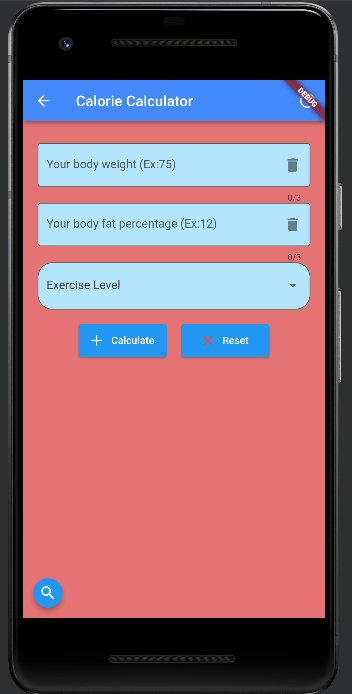 Calorie Calculator
DEBUG
Your body weight (Ex:75)
0/3
Your body fat percentage (Ex:12)
0/3
Exercise Level
Calculate
Reset